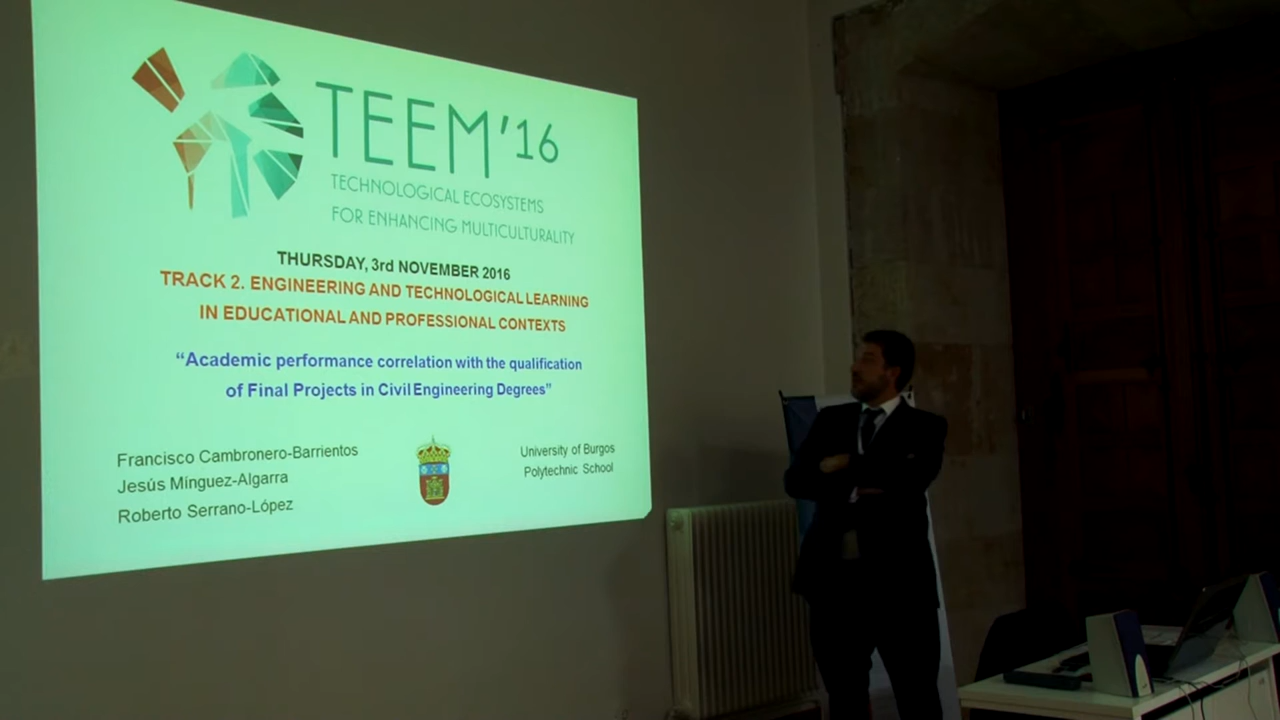 TEEM'16
TECHNOLOGICAL ECOSYSTEMS
FOR ENHANCING MULTICULTURALITY
THURSDAY, 3rd NOVEMBER 2016
TRACK 2. ENGINEERING AND TECHNOLOGICAL LEARNING
IN EDUCATIONAL AND PROFESSIONAL CONTEXTS
“Academic performance correlation with the qualification
of Final Projects in Civil Engineering Degrees”
Francisco Cambronero-Barrientos
Jesús Mínguez-Algarra
Roberto Serrano-López
University of Burgos
Polytechnic School